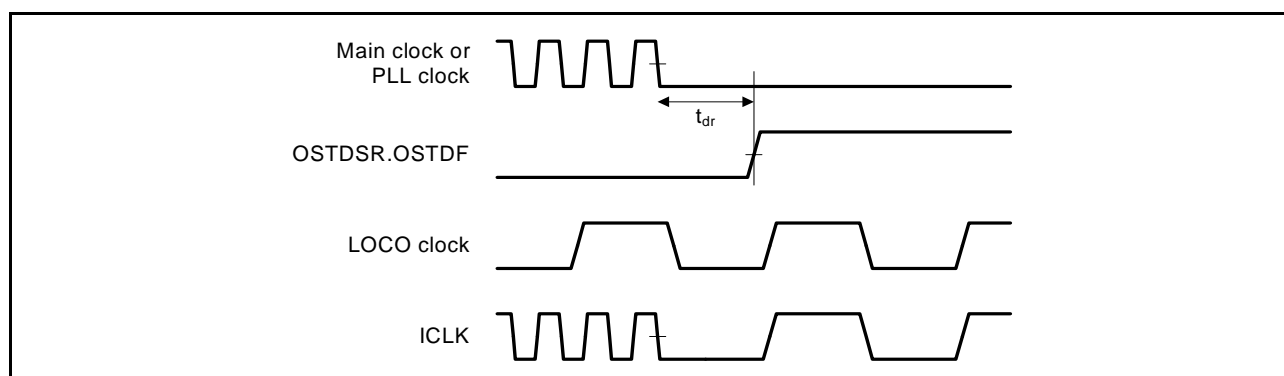 Main clock or
PLL clock
tdr
OSTDSR.OSTDF
LOCO clock
ICLK